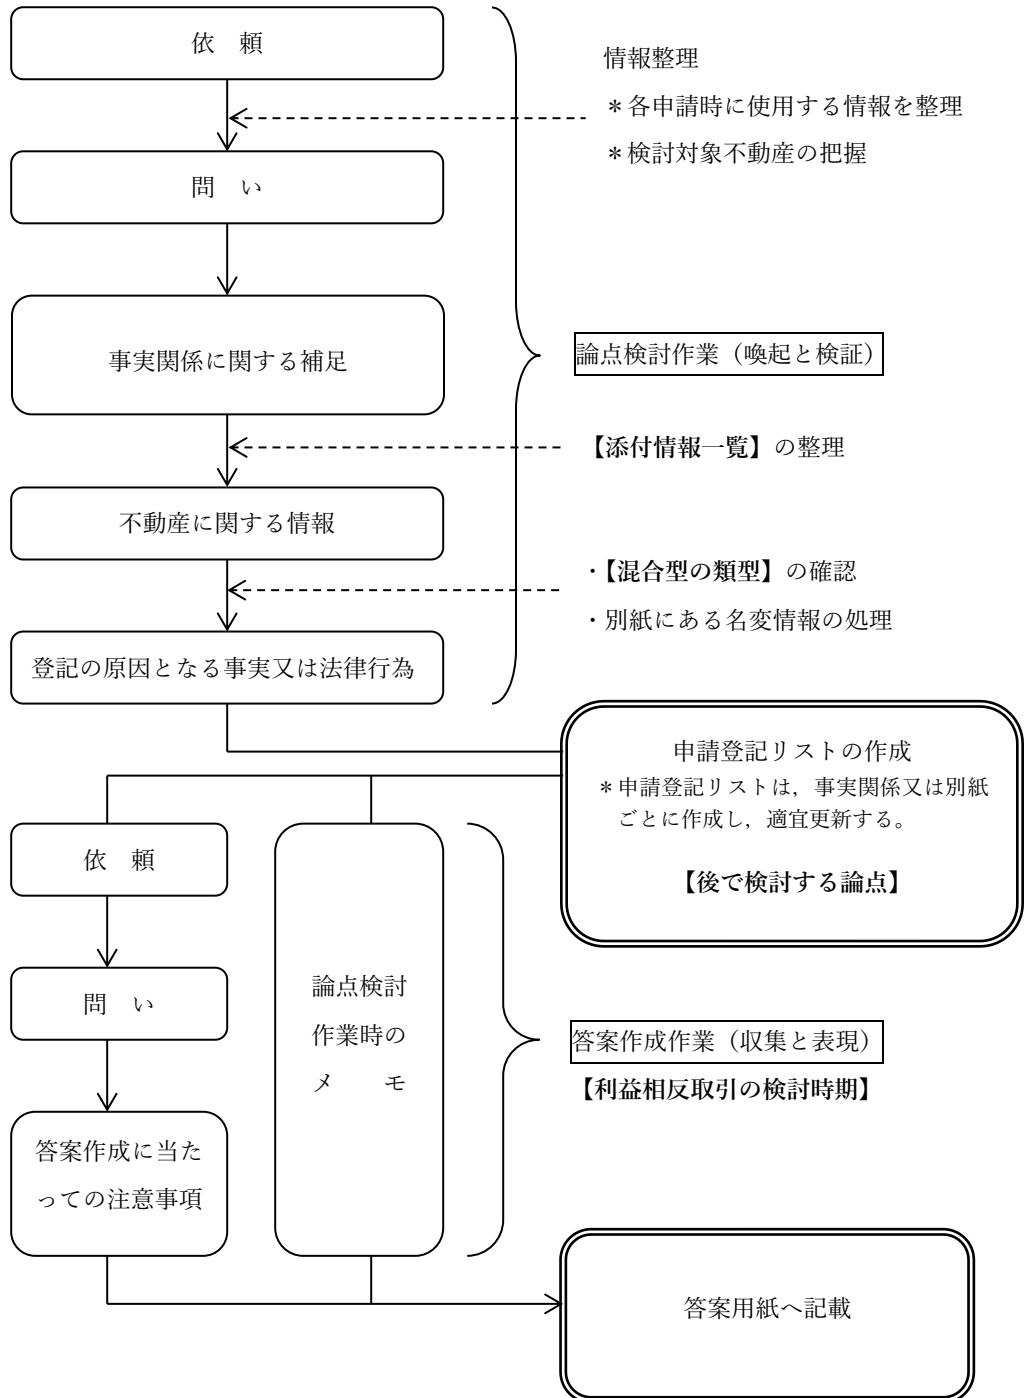 依　頼
情報整理
＊各申請時に使用する情報を整理
＊検討対象不動産の把握
問　い
事実関係に関する補足
論点検討作業（喚起と検証）
【添付情報一覧】の整理
不動産に関する情報
・【混合型の類型】の確認
・別紙にある名変情報の処理
登記の原因となる事実又は法律行為
申請登記リストの作成
＊申請登記リストは，事実関係又は別紙
ごとに作成し，適宜更新する。
【後で検討する論点】
依　頼
問　い
答案作成に当た
っての注意事項
論点検討
作業時の
メ　　モ
答案作成作業（収集と表現）
【利益相反取引の検討時期】
答案用紙へ記載